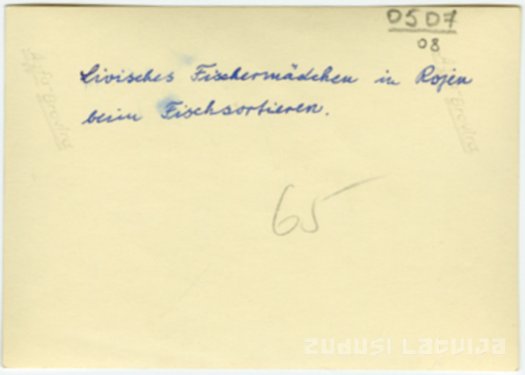 0507
08
Livisches Fischermädchen in Rojen
beim Fischsortieren.
65
zudusi Latvija